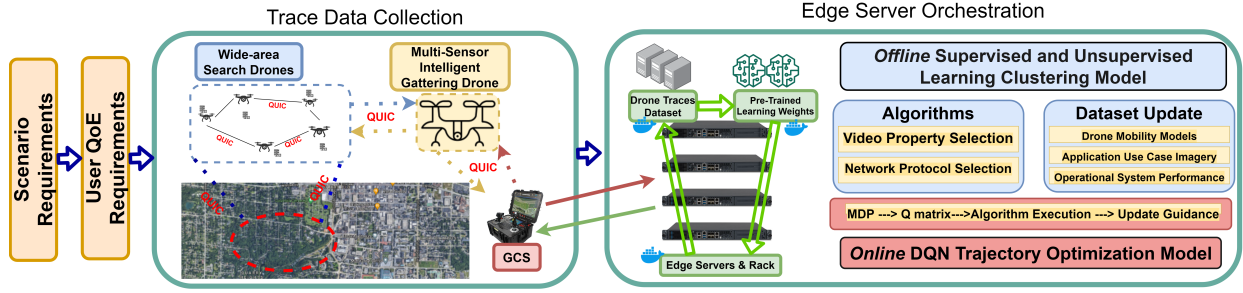 Scenario
Requirements
User QoE
Requirements
Trace Data Collection
Wide-area
Search Drones
Multi-Sensor
Intelligent
Gattering Drone
QUIC
QUIC
QUIC
QUIC
QUIC
QUIC
QUIC
GCS
Edge Server Orchestration
Drone Traces
Dataset
Pre-Trained
Learning Weights
Edge Servers & Rack
Offline Supervised and Unsupervised
Learning Clustering Model
Algorithms
Video Property Selection
Network Protocol Selection
Dataset Update
Drone Mobility Models
Application Use Case Imagery
Operational System Performance
MDP ---> Q matrix--->Algorithm Execution ---> Update Guidance
Online DQN Trajectory Optimization Model